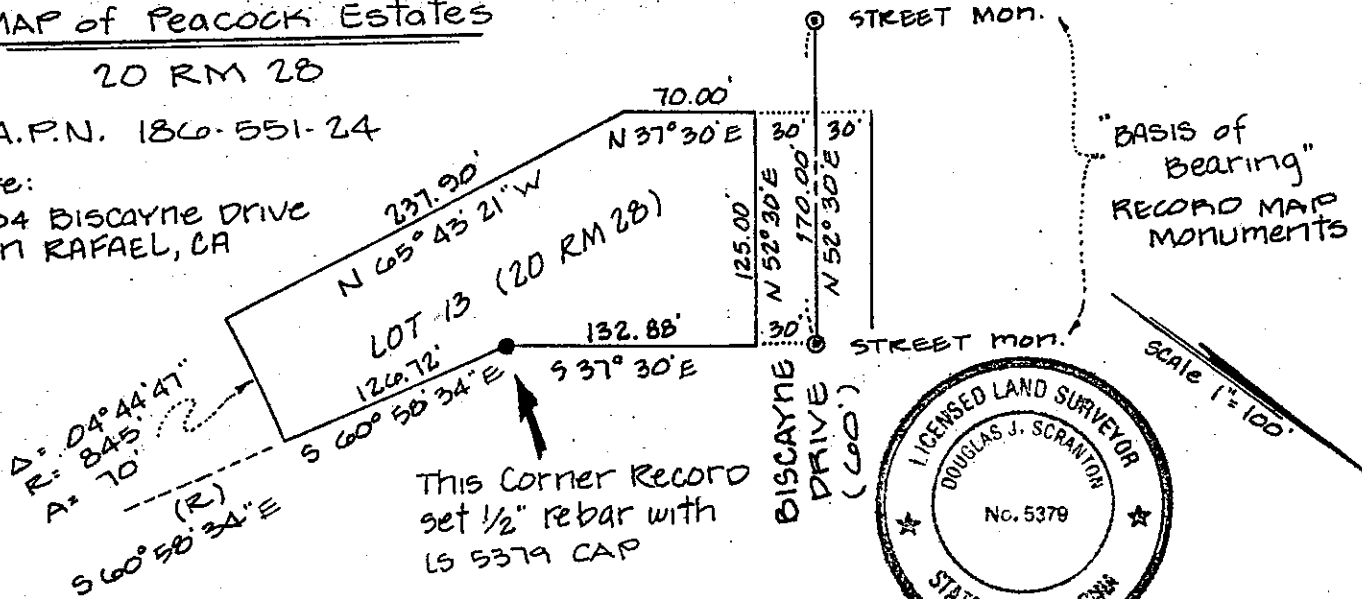 MAP of Peacock Estates
20 RM 28
A.P.N. 186-551-24
Biscayne Drive
RAFAEL, CA
70.00'
N 37°30'E
237.90'
N 65°43'21"W
LOT 13 (20 RM 28)
126.72'
S 60°58'34"E
132.88'
S 37°30'E
125.00'
N 52°30'E
170.00'
N 52°30'E
30'
30'
30'
STREET Mon.
STREET Mon.
"BASIS of
Bearing"
RECORD MAP
Monuments
BISCAYNE
DRIVE
(60')
Scale 1"=100'
Δ= 04°44'47"
R= 845'
A= 70'
(R)
S 60°58'34"E
This Corner Record
set 1/2" rebar with
LS 5379 CAP
LICENSED LAND SURVEYOR
DOUGLAS J. SCRANTON
No. 5379